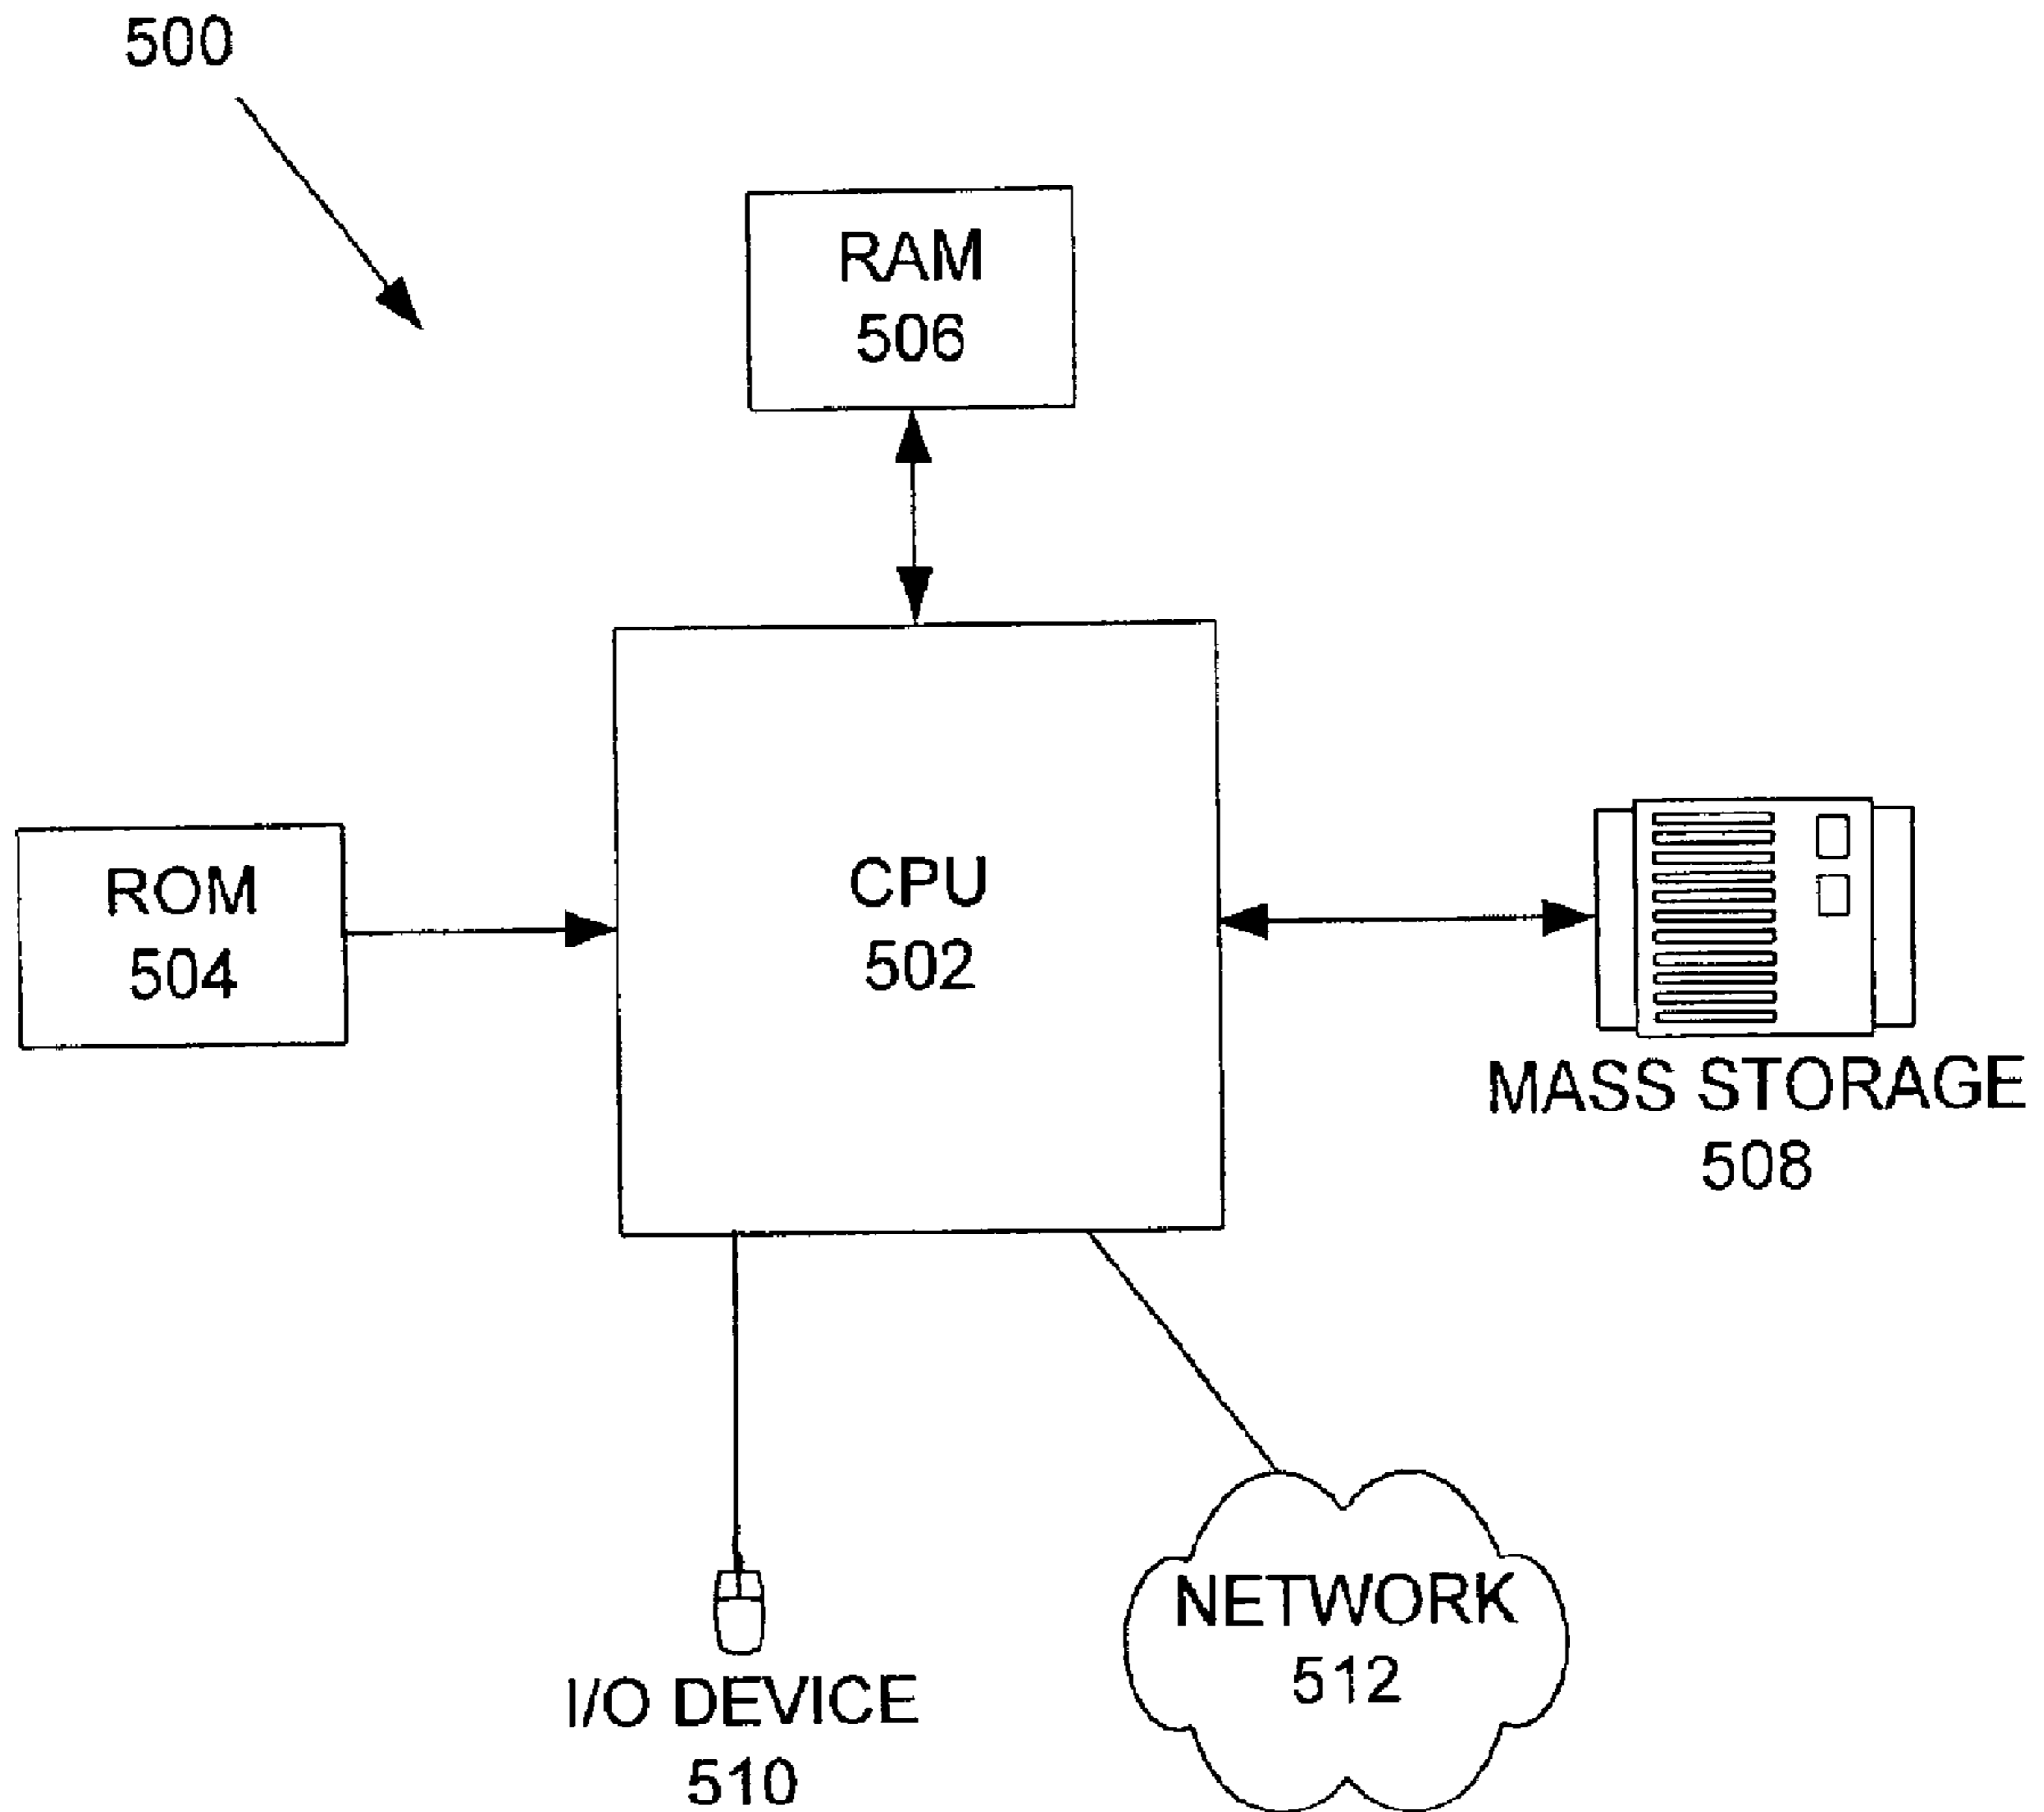 500
RAM
506
ROM
504
CPU
502
MASS STORAGE
508
I/O DEVICE
510
NETWORK
512